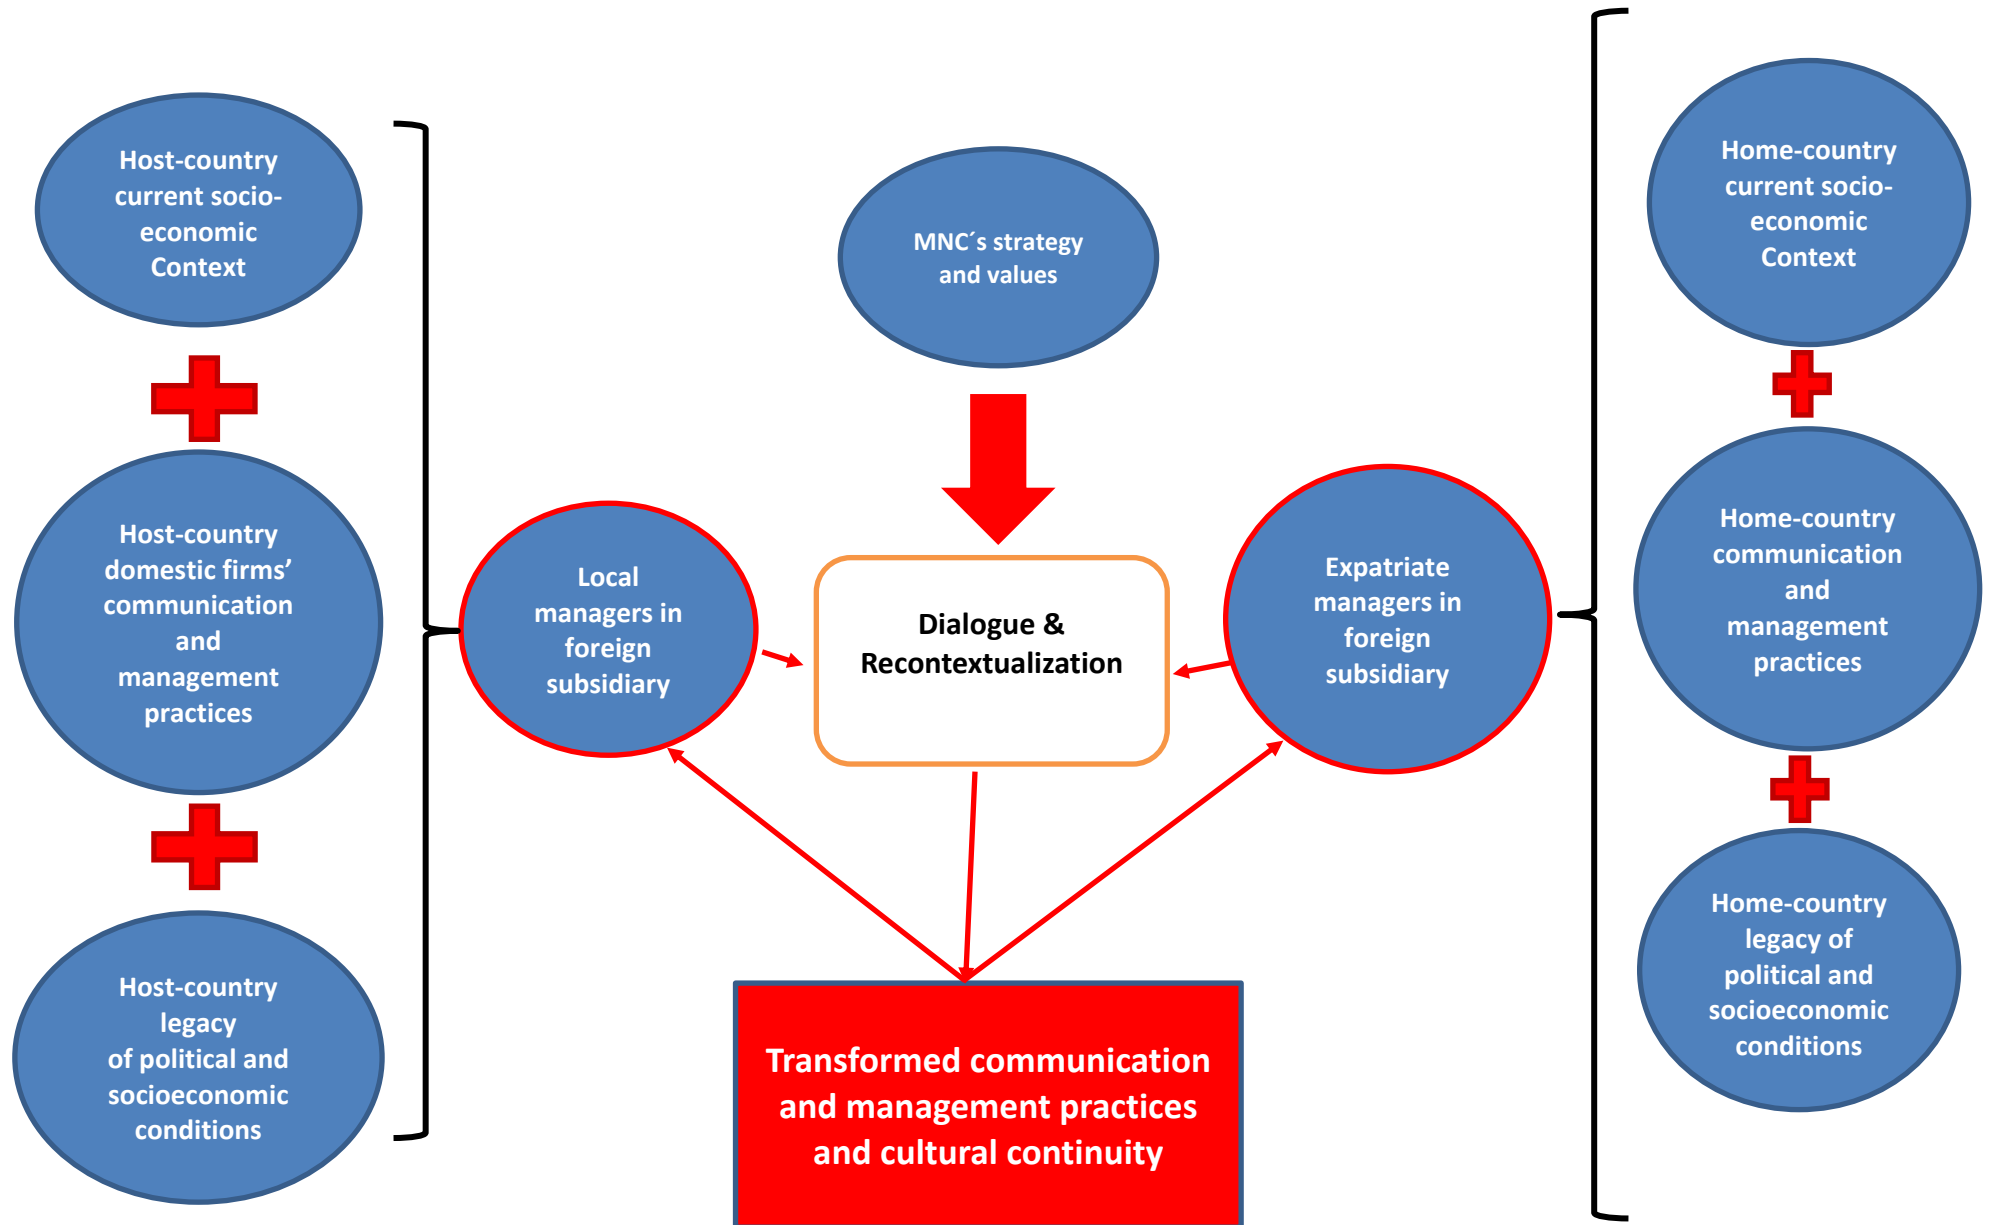 Host-country
current socio-
economic
Context
Host-country
domestic firms’
communication
and
management
practices
Host-country
legacy
of political and
socioeconomic
conditions
Local
managers in
foreign
subsidiary
MNC´s strategy
and values
Dialogue &
Recontextualization
Transformed communication
and management practices
and cultural continuity
Expatriate
managers in
foreign
subsidiary
Home-country
current socio-
economic
Context
Home-country
communication
and
management
practices
Home-country
legacy of
political and
socioeconomic
conditions